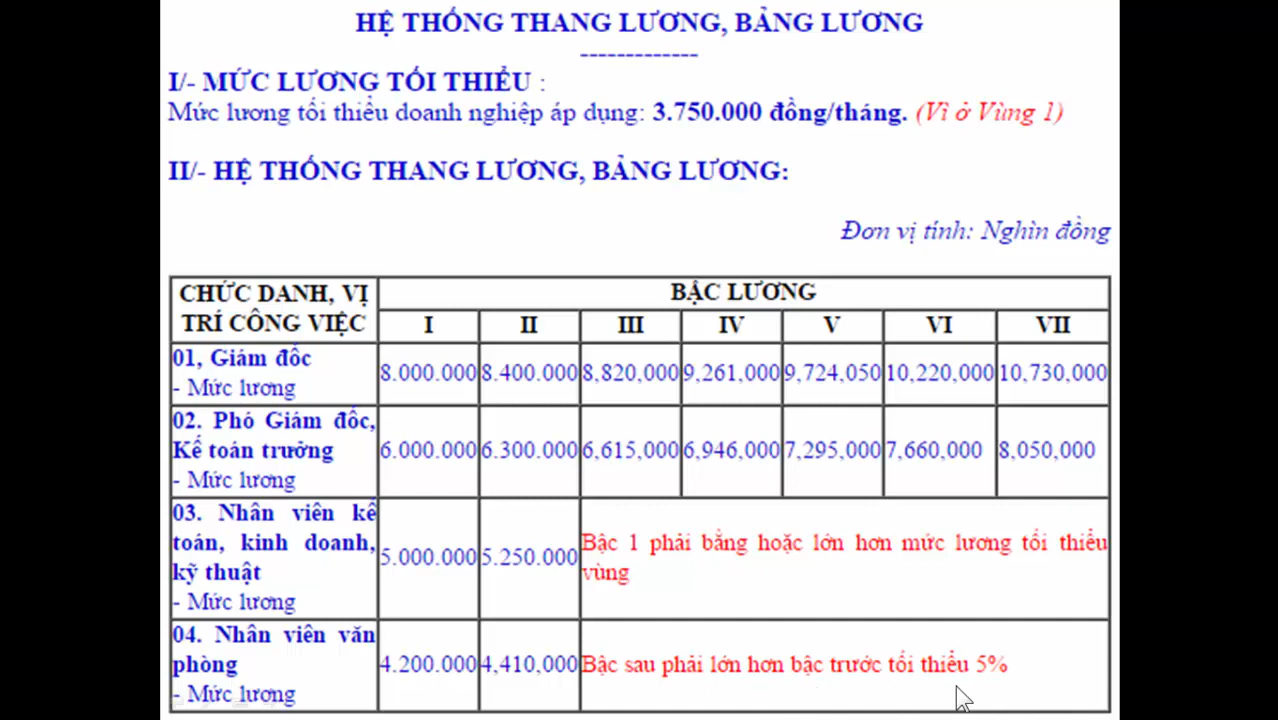 HỆ THỐNG THANG LƯƠNG, BẢNG LƯƠNG
-------------
I/- MỨC LƯƠNG TỐI THIỂU :
Mức lương tối thiểu doanh nghiệp áp dụng: 3.750.000 đồng/tháng. (Vì ở Vùng 1)
II/- HỆ THỐNG THANG LƯƠNG, BẢNG LƯƠNG:
Đơn vị tính: Nghìn đồng
CHỨC DANH, VỊ
TRÍ CÔNG VIỆC
BẬC LƯƠNG
I II III IV V VI VII
01, Giám đốc
- Mức lương
8.000.000 8.400.000 8,820,000 9,261,000 9,724,050 10,220,000 10,730,000
02. Phó Giám đốc,
Kế toán trưởng
- Mức lương
6.000.000 6.300.000 6,615,000 6,946,000 7,295,000 7,660,000 8,050,000
03. Nhân viên kế
toán, kinh doanh,
kỹ thuật
- Mức lương
5.000.000 5.250.000
Bậc 1 phải bằng hoặc lớn hơn mức lương tối thiểu
vùng
04. Nhân viên văn
phòng
- Mức lương
4.200.000 4,410,000 Bậc sau phải lớn hơn bậc trước tối thiểu 5%